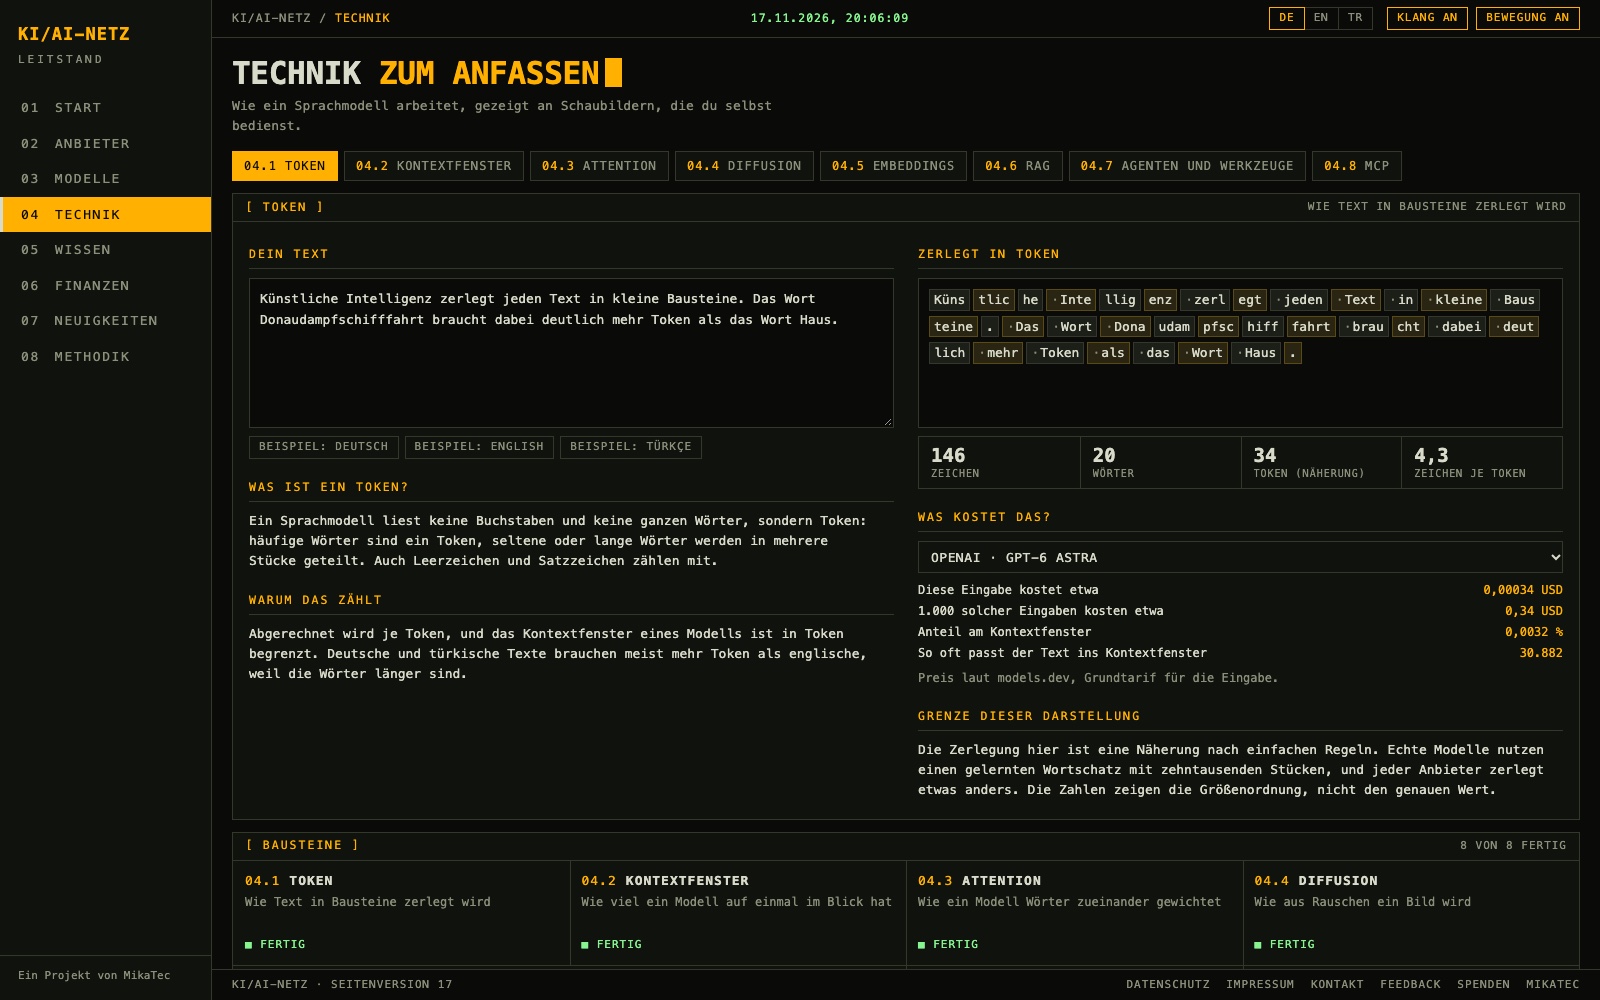 KI/AI-NETZ
LEITSTAND
01 START
02 ANBIETER
03 MODELLE
04 TECHNIK
05 WISSEN
06 FINANZEN
07 NEUIGKEITEN
08 METHODIK
Ein Projekt von MikaTec
KI/AI-NETZ / TECHNIK
17.11.2026, 20:06:09
DE EN TR KLANG AN BEWEGUNG AN
TECHNIK ZUM ANFASSEN
Wie ein Sprachmodell arbeitet, gezeigt an Schaubildern, die du selbst
bedienst.
04.1 TOKEN 04.2 KONTEXTFENSTER 04.3 ATTENTION 04.4 DIFFUSION 04.5 EMBEDDINGS 04.6 RAG 04.7 AGENTEN UND WERKZEUGE 04.8 MCP
[ TOKEN ] WIE TEXT IN BAUSTEINE ZERLEGT WIRD
DEIN TEXT
Künstliche Intelligenz zerlegt jeden Text in kleine Bausteine. Das Wort
Donaudampfschifffahrt braucht dabei deutlich mehr Token als das Wort Haus.
BEISPIEL: DEUTSCH BEISPIEL: ENGLISH BEISPIEL: TÜRKÇE
WAS IST EIN TOKEN?
Ein Sprachmodell liest keine Buchstaben und keine ganzen Wörter, sondern Token:
häufige Wörter sind ein Token, seltene oder lange Wörter werden in mehrere
Stücke geteilt. Auch Leerzeichen und Satzzeichen zählen mit.
WARUM DAS ZÄHLT
Abgerechnet wird je Token, und das Kontextfenster eines Modells ist in Token
begrenzt. Deutsche und türkische Texte brauchen meist mehr Token als englische,
weil die Wörter länger sind.
ZERLEGT IN TOKEN
Küns tlic he ·Inte llig enz ·zerl egt ·jeden ·Text ·in ·kleine ·Baus
teine . ·Das ·Wort ·Dona udam pfsc hiff fahrt ·brau cht ·dabei ·deut
lich ·mehr ·Token ·als ·das ·Wort ·Haus .
146 20 34 4,3
ZEICHEN WÖRTER TOKEN (NÄHERUNG) ZEICHEN JE TOKEN
WAS KOSTET DAS?
OPENAI · GPT-6 ASTRA
Diese Eingabe kostet etwa 0,00034 USD
1.000 solcher Eingaben kosten etwa 0,34 USD
Anteil am Kontextfenster 0,0032 %
So oft passt der Text ins Kontextfenster 30.882
Preis laut models.dev, Grundtarif für die Eingabe.
GRENZE DIESER DARSTELLUNG
Die Zerlegung hier ist eine Näherung nach einfachen Regeln. Echte Modelle nutzen
einen gelernten Wortschatz mit zehntausenden Stücken, und jeder Anbieter zerlegt
etwas anders. Die Zahlen zeigen die Größenordnung, nicht den genauen Wert.
[ BAUSTEINE ] 8 VON 8 FERTIG
04.1 TOKEN
Wie Text in Bausteine zerlegt wird
FERTIG
04.2 KONTEXTFENSTER
Wie viel ein Modell auf einmal im Blick hat
FERTIG
04.3 ATTENTION
Wie ein Modell Wörter zueinander gewichtet
FERTIG
04.4 DIFFUSION
Wie aus Rauschen ein Bild wird
FERTIG
KI/AI-NETZ · SEITENVERSION 17
DATENSCHUTZ IMPRESSUM KONTAKT FEEDBACK SPENDEN MIKATEC